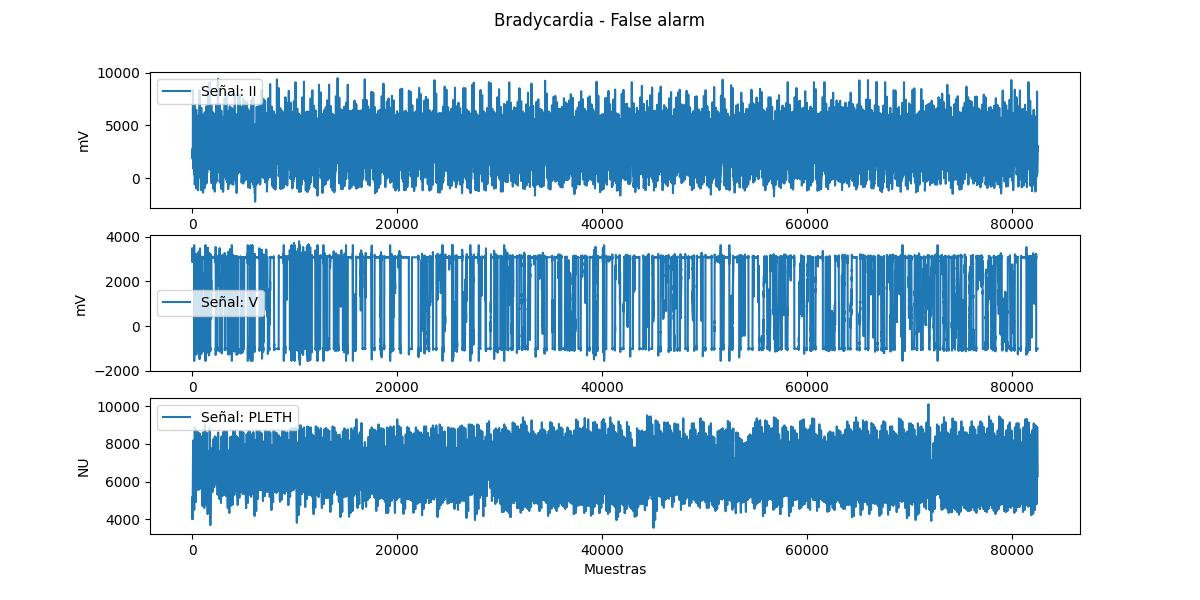 Bradycardia - False alarm
10000
5000
0
mV
Señal: II
0 20000 40000 60000 80000
4000
2000
0
−2000
mV
Señal: V
0 20000 40000 60000 80000
10000
8000
6000
4000
NU
Señal: PLETH
0 20000 40000 60000 80000
Muestras